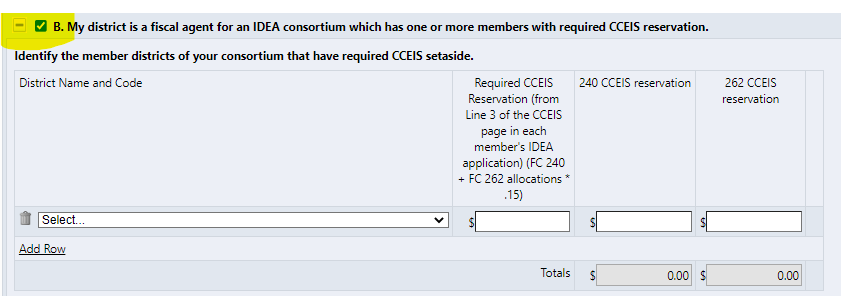 B. My district is a fiscal agent for an IDEA consortium which has one or more members with required CCEIS reservation.
Identify the member districts of your consortium that have required CCEIS setaside.
District Name and Code
Required CCEIS
Reservation (from
Line 3 of the CCEIS
page in each
member's IDEA
application) (FC 240
+ FC 262 allocations *
.15)
240 CCEIS reservation
262 CCEIS
reservation
Select... $ $ $
Add Row
Totals $ 0.00 $ 0.00